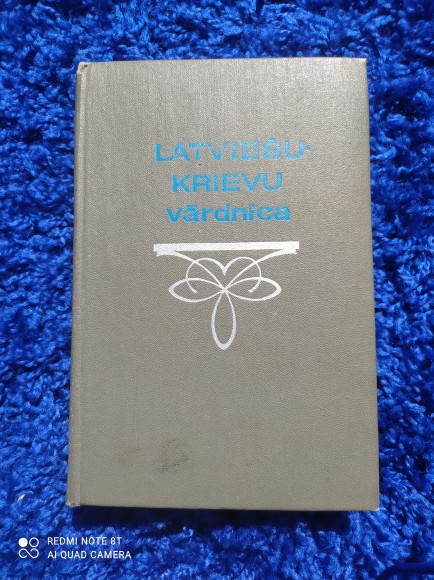 LATVIEŠU-
KRIEVU
vārdnīca
REDMI NOTE 8T
AI QUAD CAMERA